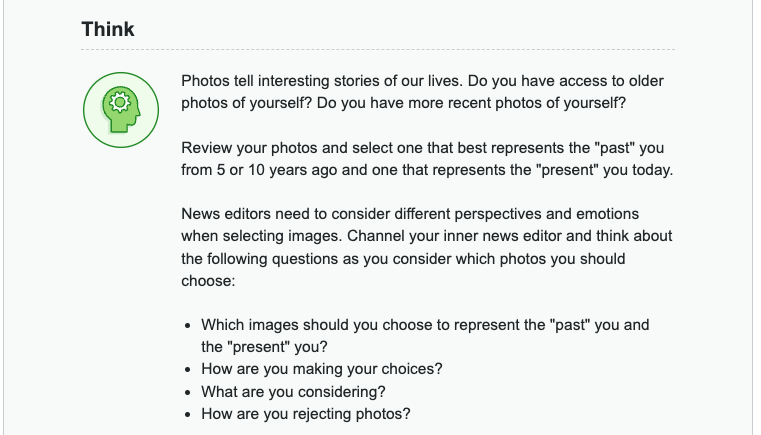 Think
Photos tell interesting stories of our lives. Do you have access to older
photos of yourself? Do you have more recent photos of yourself?
Review your photos and select one that best represents the "past" you
from 5 or 10 years ago and one that represents the "present" you today.
News editors need to consider different perspectives and emotions
when selecting images. Channel your inner news editor and think about
the following questions as you consider which photos you should
choose:
• Which images should you choose to represent the "past" you and
the "present" you?
• How are you making your choices?
• What are you considering?
• How are you rejecting photos?